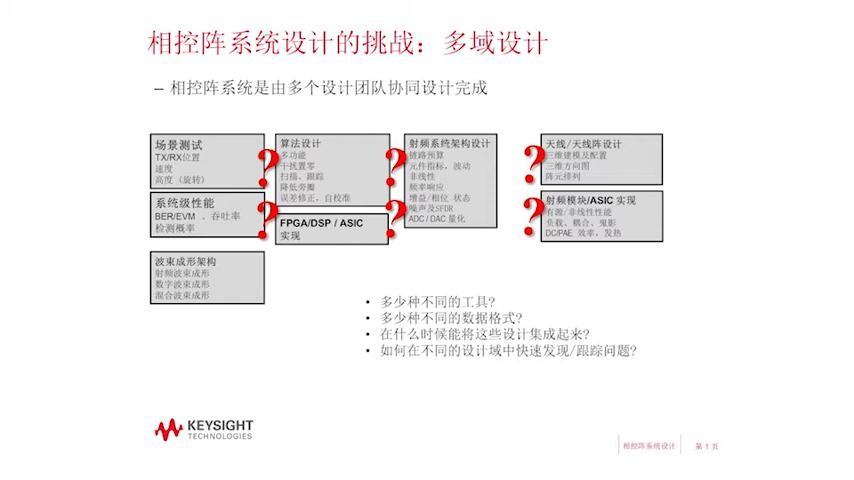 相控阵系统设计的挑战：多域设计
– 相控阵系统是由多个设计团队协同设计完成
场景测试
TX/RX位置
速度
高度（旋转）
?
系统级性能
BER/EVM 、吞吐率
检测概率
?
波束成形架构
射频波束成形
数字波束成形
混合波束成形
算法设计
多功能
干扰置零
扫描、跟踪
降低旁瓣
误差修正，自校准
?
FPGA/DSP / ASIC
实现
?
射频系统架构设计
链路预算
元件指标，波动
非线性
频率响应
增益/相位 状态
噪声及SFDR
ADC / DAC 量化
?
?
天线/天线阵设计
三维建模及配置
三维方向图
阵元排列
射频模块/ASIC 实现
有源/非线性性能
负载、耦合、鬼影
DC/PAE 效率，发热
• 多少种不同的工具?
• 多少种不同的数据格式?
• 在什么时候能将这些设计集成起来?
• 如何在不同的设计域中快速发现/跟踪问题?
KEYSIGHT
TECHNOLOGIES
相控阵系统设计
第 1 页